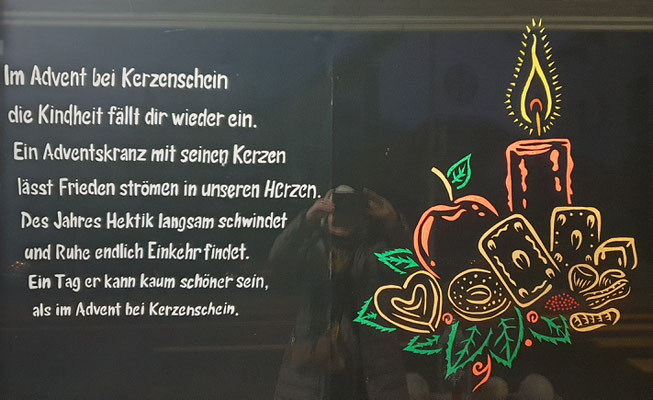 Im Advent bei Kerzenschein
die Kindheit fällt dir wieder ein.
Ein Adventskranz mit seinen Kerzen
lässt Frieden strömen in unseren Herzen.
Des Jahres Hektik langsam schwindet
und Ruhe endlich Einkehr findet.
Ein Tag er kann kaum schöner sein,
als im Advent bei Kerzenschein.